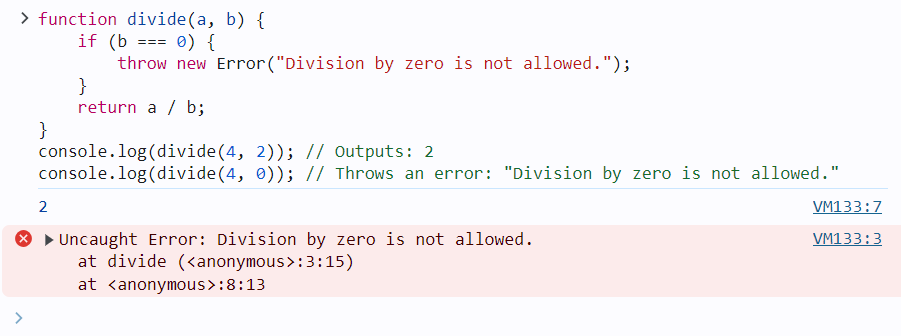 function divide(a, b) {
    if (b === 0) {
        throw new Error("Division by zero is not allowed.");
    }
    return a / b;
}
console.log(divide(4, 2)); // Outputs: 2
console.log(divide(4, 0)); // Throws an error: "Division by zero is not allowed."
2 VM133:7
Uncaught Error: Division by zero is not allowed. VM133:3
    at divide (<anonymous>:3:15)
    at <anonymous>:8:13